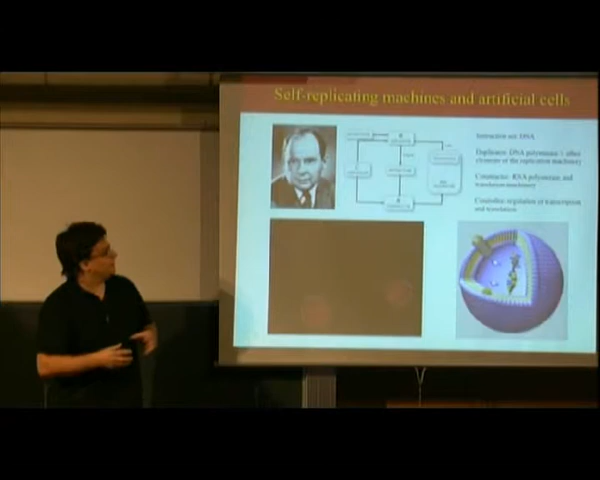 Self-replicating machines and artificial cells
Instruction set: DNA
Duplicator: DNA polymerase + other
elements of the replication machinery
Constructor: RNA polymerase and
translation machinery
Controller: regulation of transcription
and translation